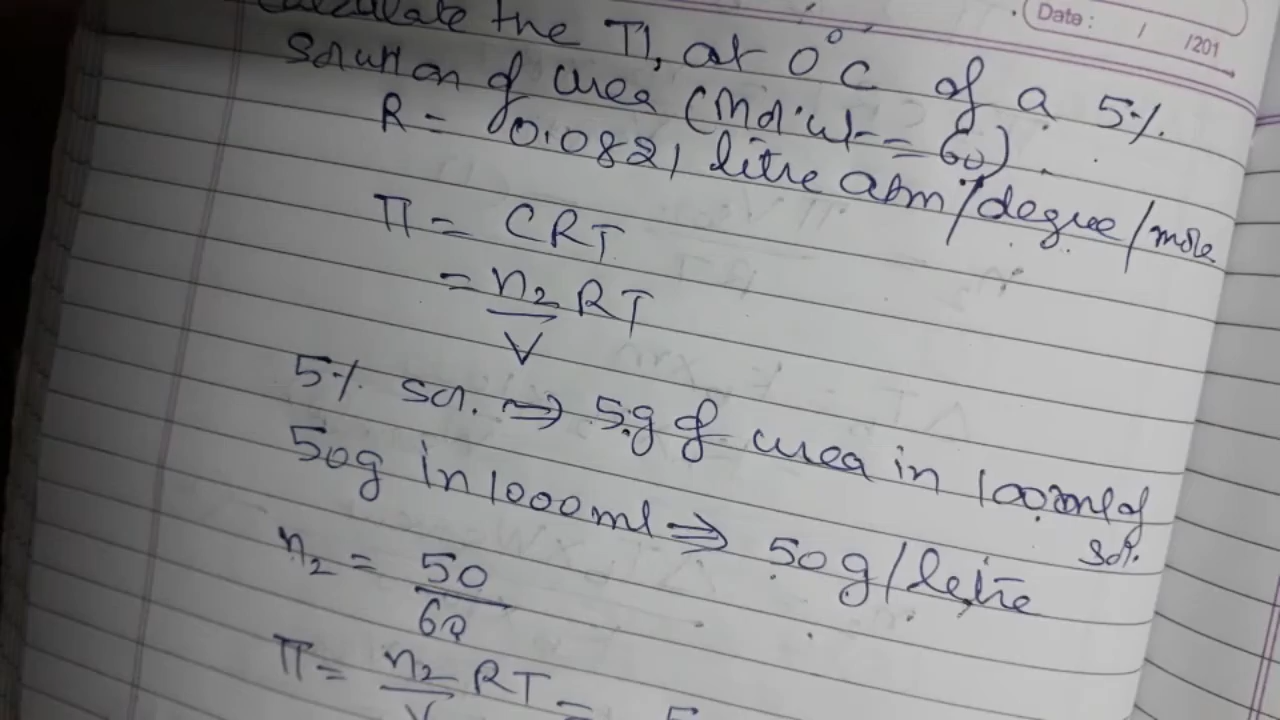 Date : / /201
Calculate the π, at 0°C of a 5%
solution of urea (Mol. wt = 60)
R = 0.0821 litre atm/degree/mole
π = CRT
= n₂/V RT
5% sol. ⇒ 5g of urea in 100ml of sol.
50g in 1000ml ⇒ 50g/leitre
n₂ = 50/60
π = n₂/V RT = 5